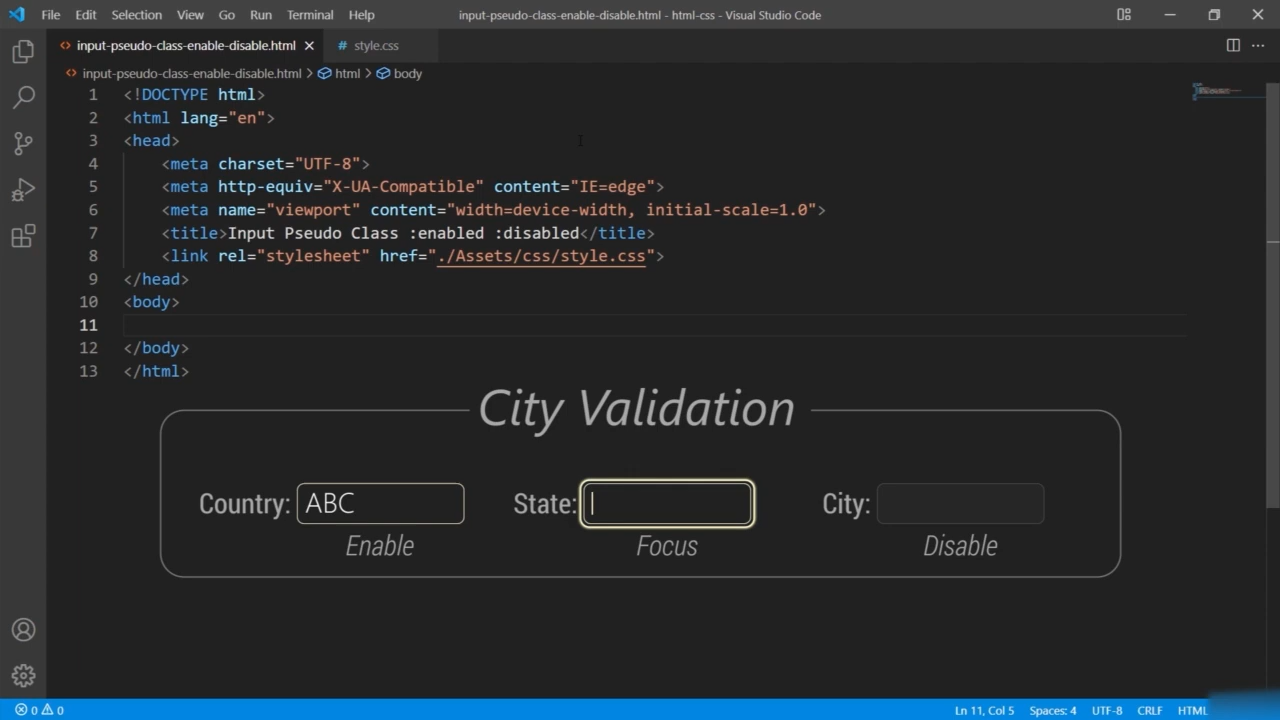 File Edit Selection View Go Run Terminal Help input-pseudo-class-enable-disable.html - html-css - Visual Studio Code
input-pseudo-class-enable-disable.html # style.css
input-pseudo-class-enable-disable.html > html > body
1 <!DOCTYPE html>
2 <html lang="en">
3 <head>
4 <meta charset="UTF-8">
5 <meta http-equiv="X-UA-Compatible" content="IE=edge">
6 <meta name="viewport" content="width=device-width, initial-scale=1.0">
7 <title>Input Pseudo Class :enabled :disabled</title>
8 <link rel="stylesheet" href="./Assets/css/style.css">
9 </head>
10 <body>
11
12 </body>
13 </html>
City Validation
Country: ABC State: City:
Enable Focus Disable
0 0 Ln 11, Col 5 Spaces: 4 UTF-8 CRLF HTML